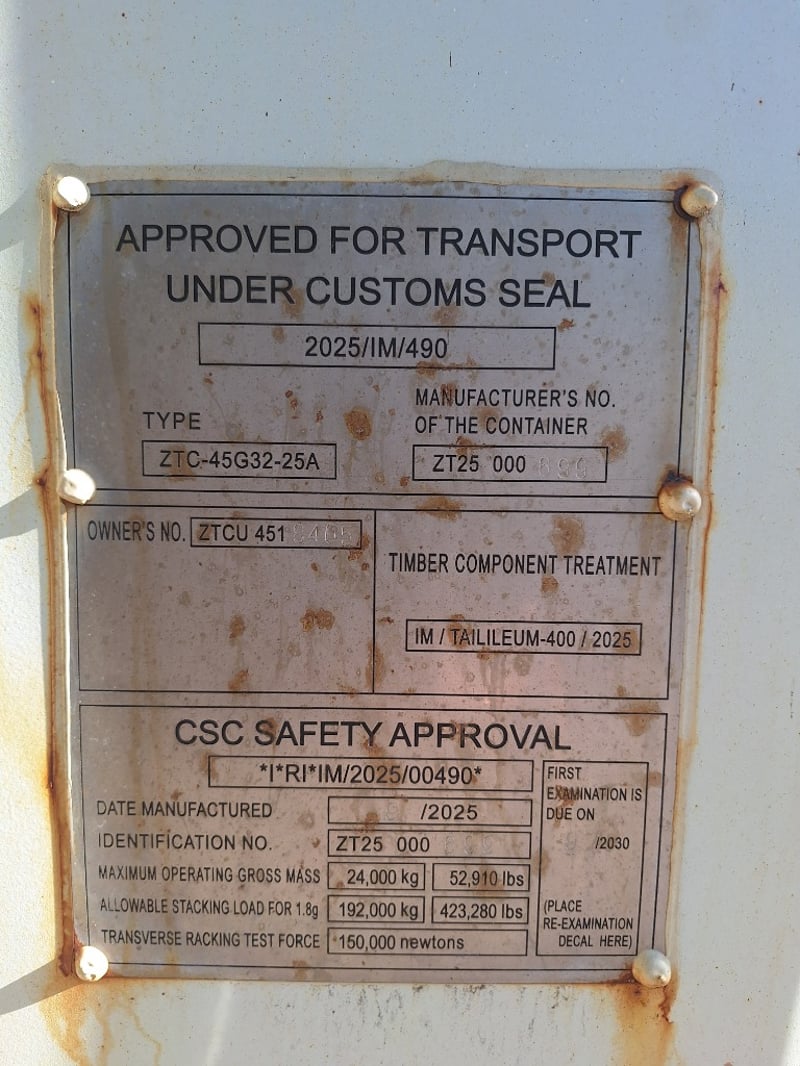 APPROVED FOR TRANSPORT
UNDER CUSTOMS SEAL
2025/IM/490
TYPE
ZTC-45G32-25A
MANUFACTURER'S NO.
OF THE CONTAINER
ZT25 000
OWNER'S NO. ZTCU 451
TIMBER COMPONENT TREATMENT
IM / TAILILEUM-400 / 2025
CSC SAFETY APPROVAL
*I*RI*IM/2025/00490*
DATE MANUFACTURED /2025
IDENTIFICATION NO. ZT25 000
MAXIMUM OPERATING GROSS MASS 24,000 kg 52,910 lbs
ALLOWABLE STACKING LOAD FOR 1.8g 192,000 kg 423,280 lbs
TRANSVERSE RACKING TEST FORCE 150,000 newtons
FIRST
EXAMINATION IS
DUE ON
/2030
(PLACE
RE-EXAMINATION
DECAL HERE)